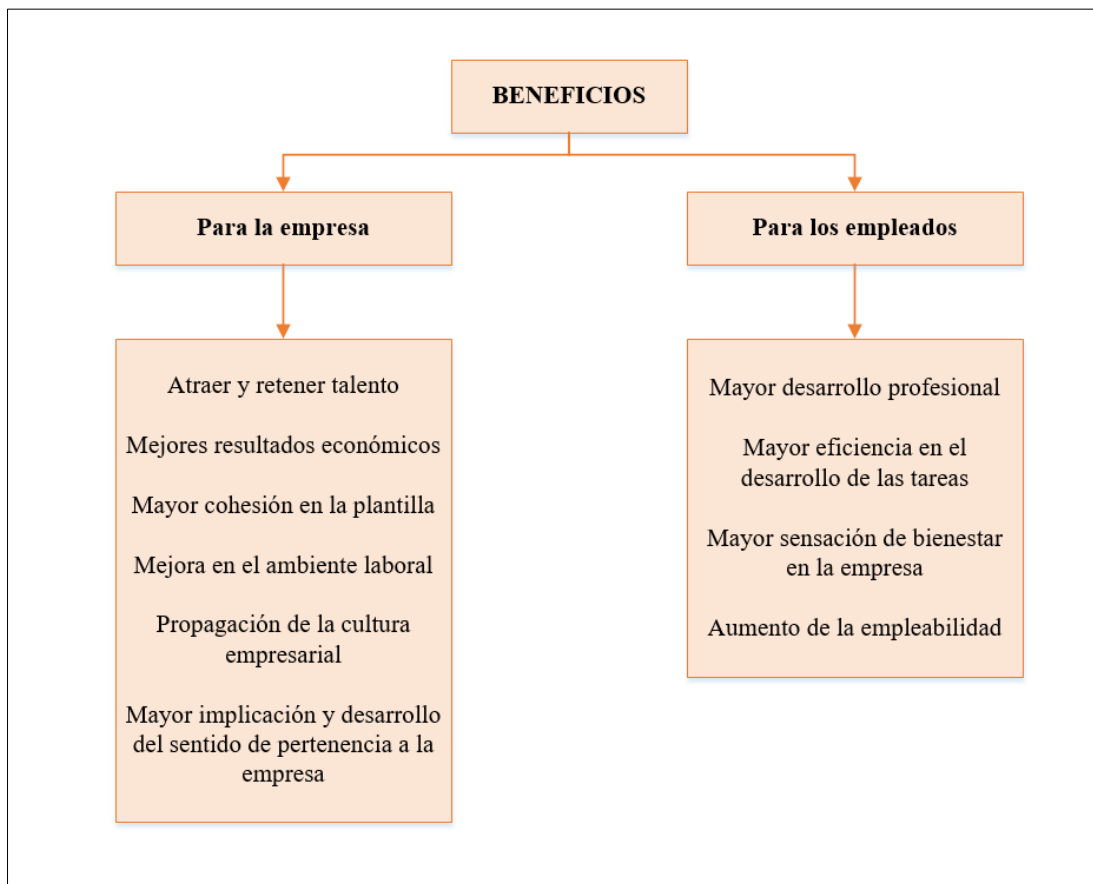 BENEFICIOS
Para la empresa
Para los empleados
Atraer y retener talento
Mejores resultados económicos
Mayor cohesión en la plantilla
Mejora en el ambiente laboral
Propagación de la cultura
empresarial
Mayor implicación y desarrollo
del sentido de pertenencia a la
empresa
Mayor desarrollo profesional
Mayor eficiencia en el
desarrollo de las tareas
Mayor sensación de bienestar
en la empresa
Aumento de la empleabilidad